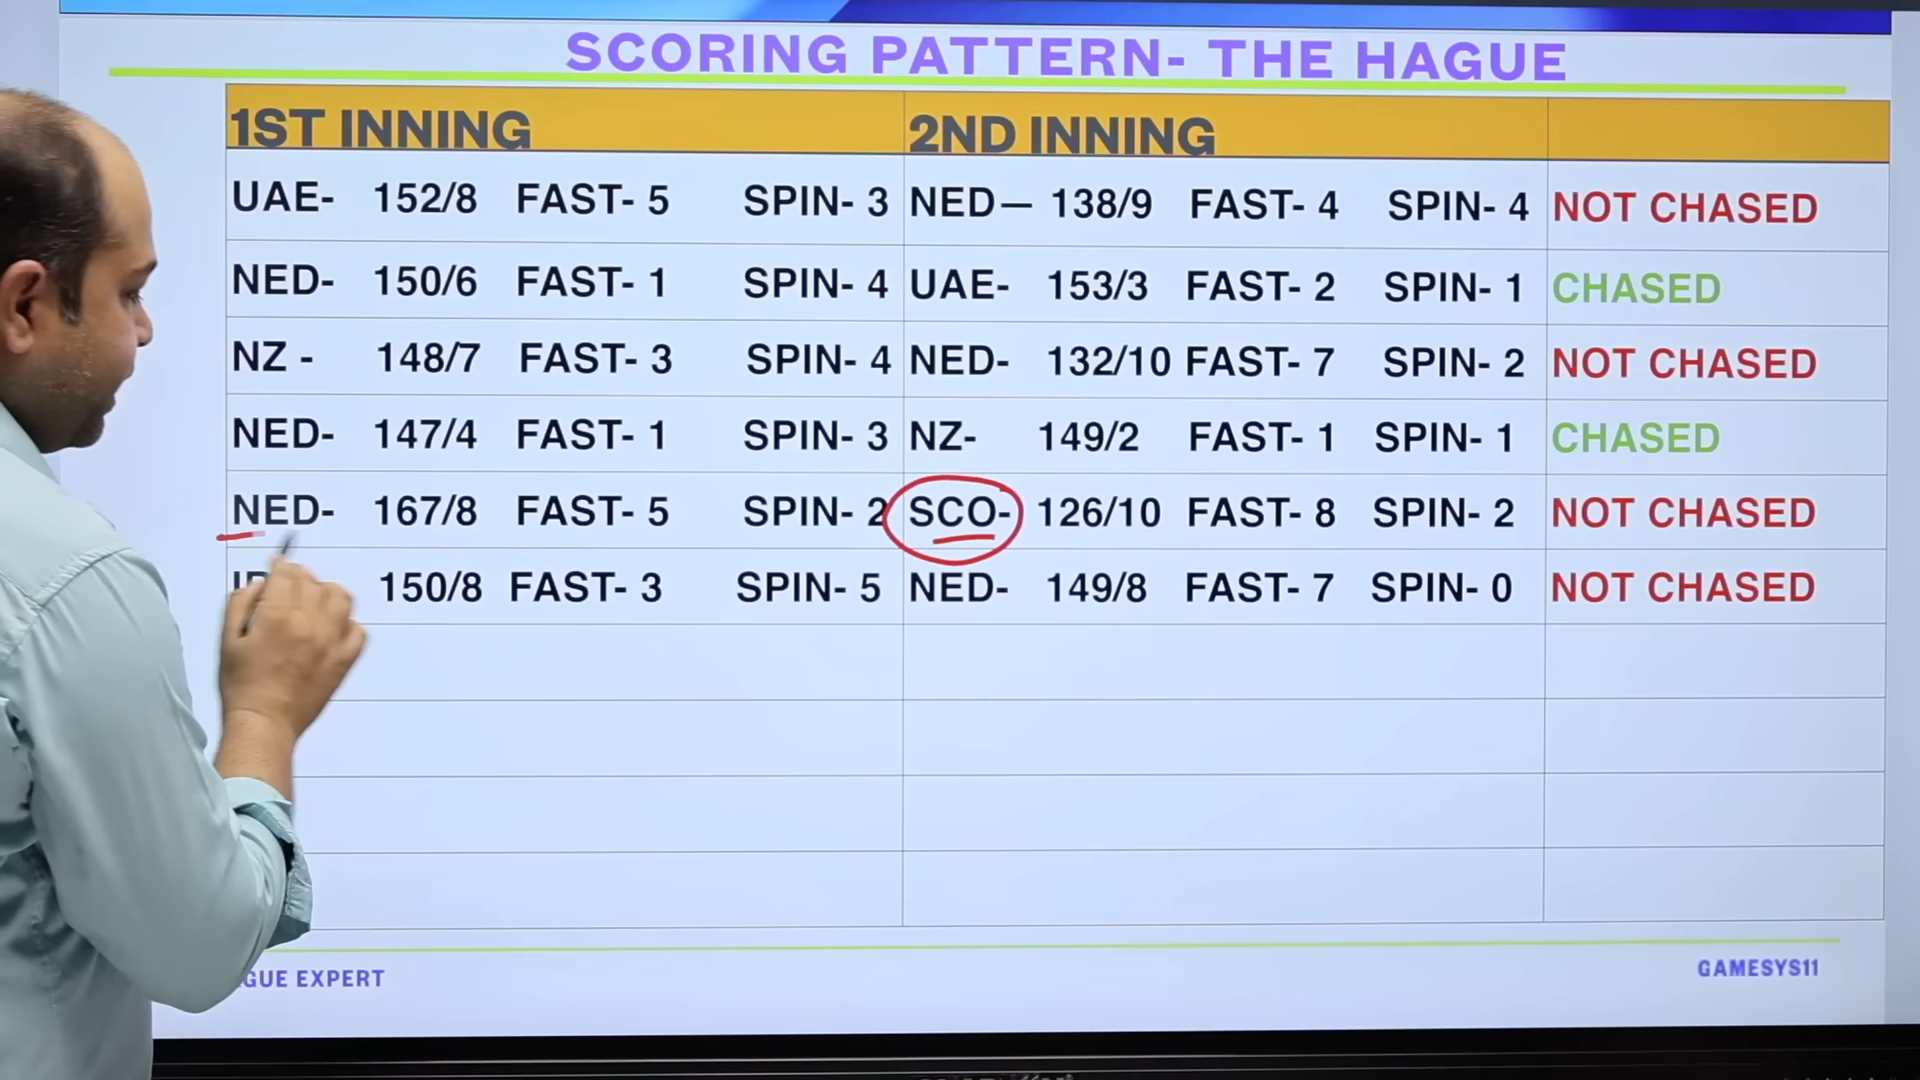 SCORING PATTERN- THE HAGUE
1ST INNING 2ND INNING
UAE- 152/8 FAST- 5 SPIN- 3 NED— 138/9 FAST- 4 SPIN- 4 NOT CHASED
NED- 150/6 FAST- 1 SPIN- 4 UAE- 153/3 FAST- 2 SPIN- 1 CHASED
NZ - 148/7 FAST- 3 SPIN- 4 NED- 132/10 FAST- 7 SPIN- 2 NOT CHASED
NED- 147/4 FAST- 1 SPIN- 3 NZ- 149/2 FAST- 1 SPIN- 1 CHASED
NED- 167/8 FAST- 5 SPIN- 2 SCO- 126/10 FAST- 8 SPIN- 2 NOT CHASED
150/8 FAST- 3 SPIN- 5 NED- 149/8 FAST- 7 SPIN- 0 NOT CHASED
GUE EXPERT GAMESYS11